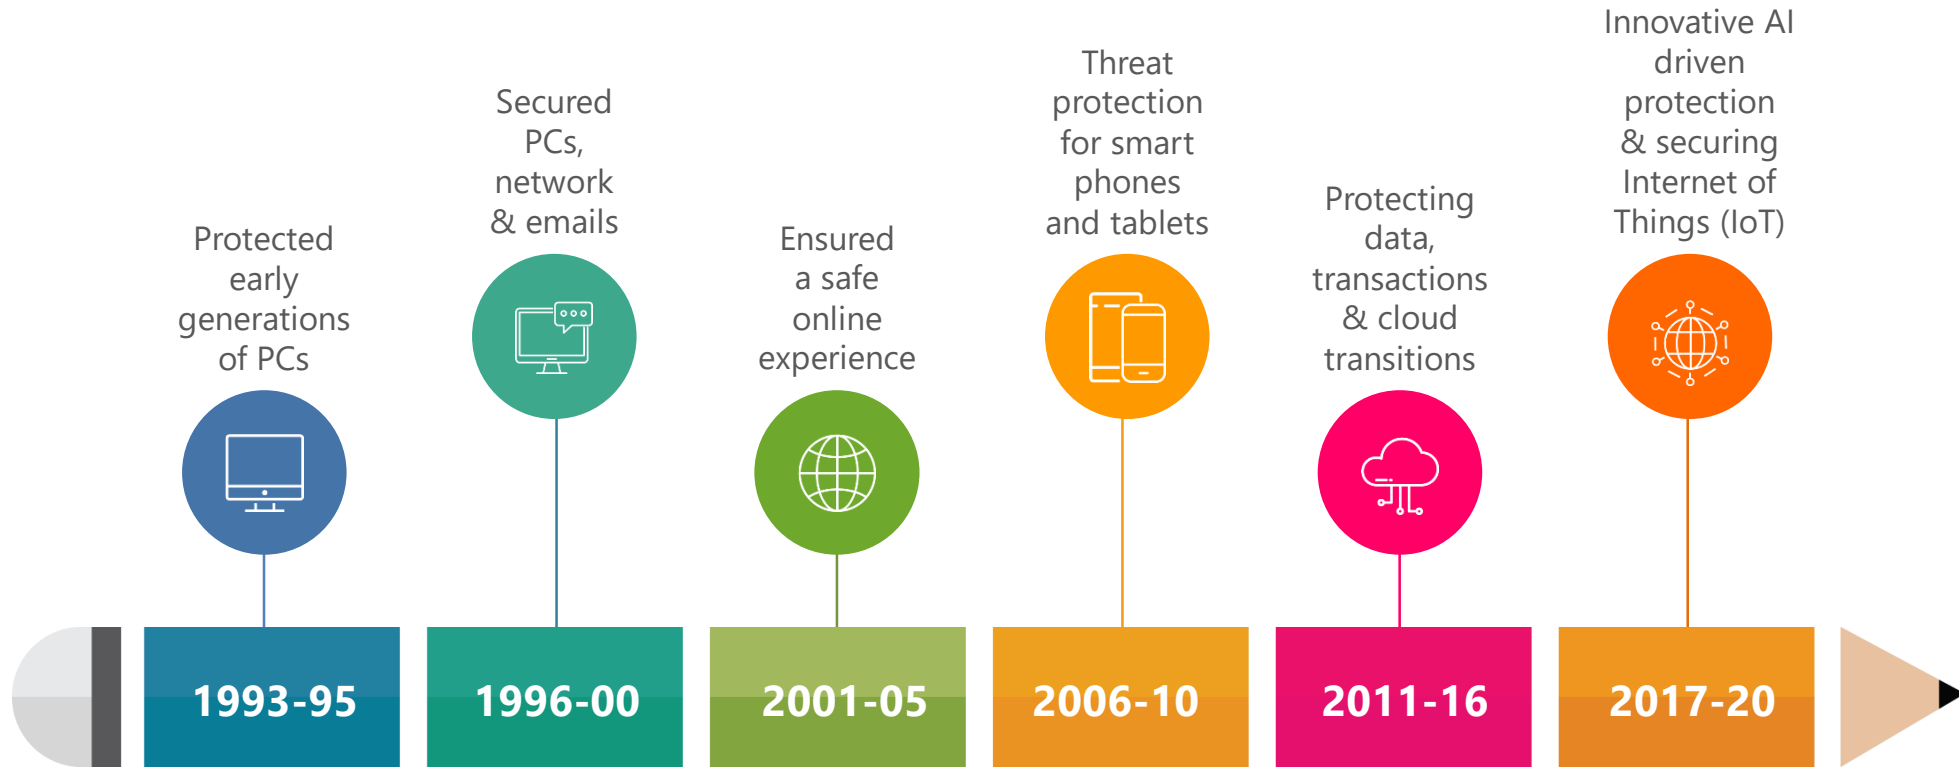 Protected
early
generations
of PCs
Secured
PCs,
network
& emails
Ensured
a safe
online
experience
Threat
protection
for smart
phones
and tablets
Protecting
data,
transactions
& cloud
transitions
Innovative AI
driven
protection
& securing
Internet of
Things (IoT)
1993-95
1996-00
2001-05
2006-10
2011-16
2017-20